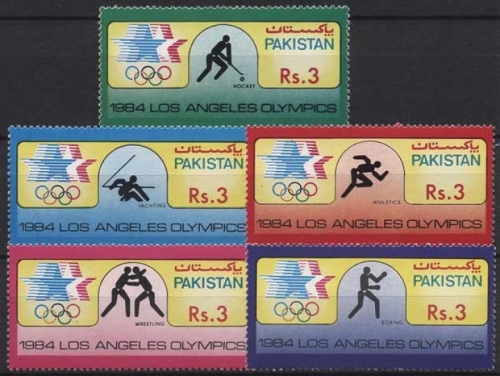 پاکستان
PAKISTAN
Rs.3
HOCKEY
1984 LOS ANGELES OLYMPICS
پاکستان
PAKISTAN
Rs.3
YACHTING
1984 LOS ANGELES OLYMPICS
پاکستان
PAKISTAN
Rs.3
ATHLETICS
1984 LOS ANGELES OLYMPICS
پاکستان
PAKISTAN
Rs.3
WRESTLING
1984 LOS ANGELES OLYMPICS
پاکستان
PAKISTAN
Rs.3
BOXING
1984 LOS ANGELES OLYMPICS